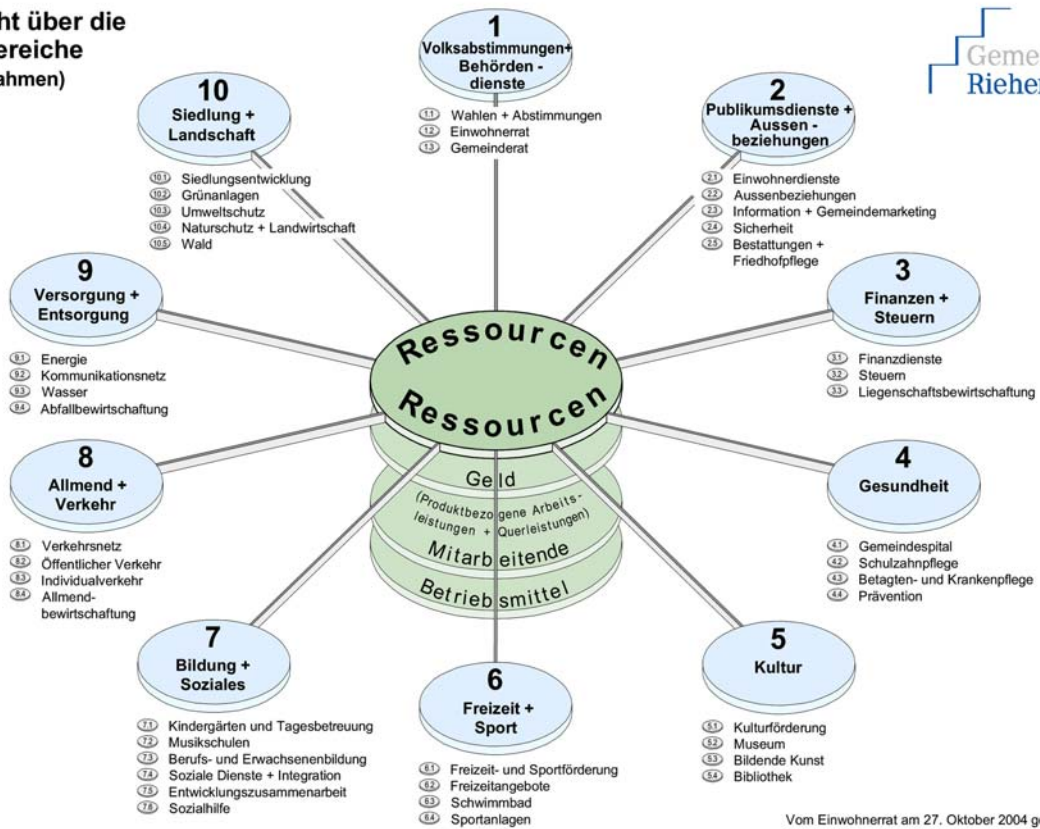 ht über die
ereiche
ahmen)
Geme
Riehen
1
Volksabstimmungen+
Behörden -
dienste
1.1 Wahlen + Abstimmungen
1.2 Einwohnerrat
1.3 Gemeinderat
2
Publikumsdienste +
Aussen -
beziehungen
2.1 Einwohnerdienste
2.2 Aussenbeziehungen
2.3 Information + Gemeindemarketing
2.4 Sicherheit
2.5 Bestattungen +
Friedhofpflege
3
Finanzen +
Steuern
3.1 Finanzdienste
3.2 Steuern
3.3 Liegenschaftsbewirtschaftung
4
Gesundheit
4.1 Gemeindespital
4.2 Schulzahnpflege
4.3 Betagten- und Krankenpflege
4.4 Prävention
5
Kultur
5.1 Kulturförderung
5.2 Museum
5.3 Bildende Kunst
5.4 Bibliothek
6
Freizeit +
Sport
6.1 Freizeit- und Sportförderung
6.2 Freizeitangebote
6.3 Schwimmbad
6.4 Sportanlagen
7
Bildung +
Soziales
7.1 Kindergärten und Tagesbetreuung
7.2 Musikschulen
7.3 Berufs- und Erwachsenenbildung
7.4 Soziale Dienste + Integration
7.5 Entwicklungszusammenarbeit
7.6 Sozialhilfe
8
Allmend +
Verkehr
8.1 Verkehrsnetz
8.2 Öffentlicher Verkehr
8.3 Individualverkehr
8.4 Allmend-
bewirtschaftung
9
Versorgung +
Entsorgung
9.1 Energie
9.2 Kommunikationsnetz
9.3 Wasser
9.4 Abfallbewirtschaftung
10
Siedlung +
Landschaft
10.1 Siedlungsentwicklung
10.2 Grünanlagen
10.3 Umweltschutz
10.4 Naturschutz + Landwirtschaft
10.5 Wald
Ressourcen
Ressourcen
Geld
(Produktbezogene Arbeits-
leistungen + Querleistungen)
Mitarbeitende
Betriebsmittel
Vom Einwohnerrat am 27. Oktober 2004 ge